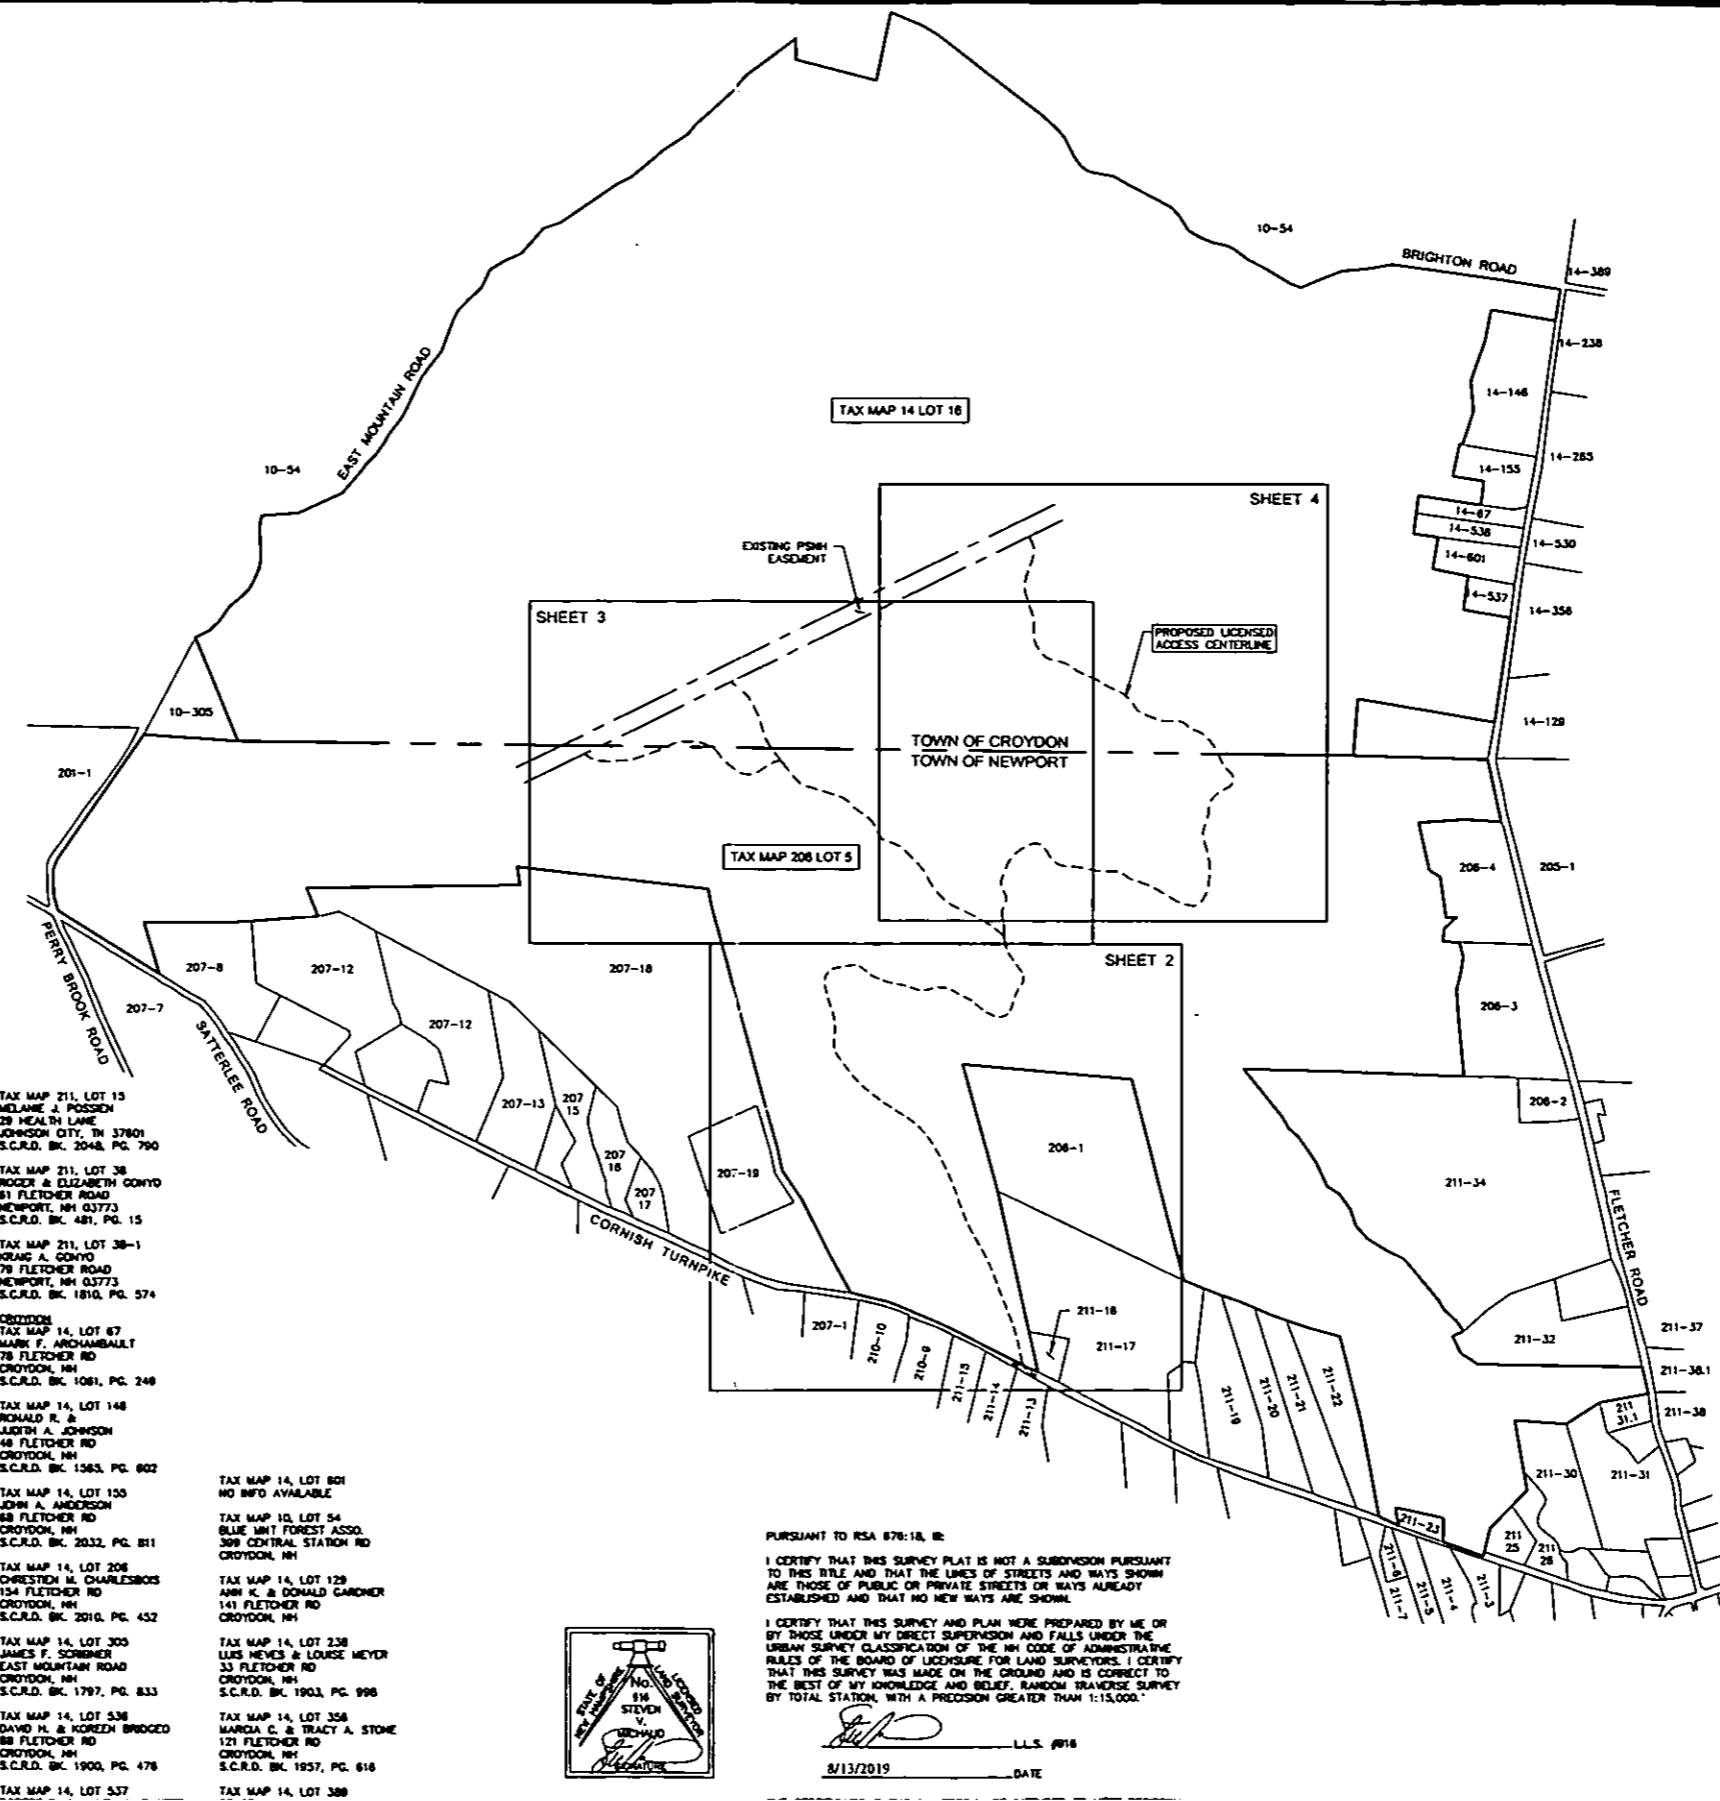 10-54
BRIGHTON ROAD
14-389
14-238
14-146
EAST MOUNTAIN ROAD
TAX MAP 14 LOT 16
10-54
14-155
14-265
SHEET 4
14-67
14-536
14-530
EXISTING PSNH
EASEMENT
14-601
14-537
14-356
SHEET 3
PROPOSED LICENSED
ACCESS CENTERLINE
10-305
14-129
TOWN OF CROYDON
TOWN OF NEWPORT
201-1
TAX MAP 206 LOT 5
206-4
205-1
PERRY BROOK ROAD
207-8
207-12
207-18
SHEET 2
207-7
206-3
SATTERLEE ROAD
207-12
207-13
207
15
206-2
207
16
207-19
206-1
211-34
207
17
CORNISH TURNPIKE
FLETCHER ROAD
211-16
207-1
210-10
210-9
211-15
211-14
211-13
211-17
211-19
211-20
211-21
211-22
211-32
211-37
211-38.1
211
31.1
211-38
211-30
211-31
211-23
211
25
211
26
211-6
211-7
211-5
211-4
211-3
TAX MAP 211, LOT 15
MELANIE J. POSSIEN
29 HEALTH LANE
JOHNSON CITY, TN 37601
S.C.R.D. BK. 2048, PG. 790
TAX MAP 211, LOT 38
ROGER & ELIZABETH GONYO
61 FLETCHER ROAD
NEWPORT, NH 03773
S.C.R.D. BK. 481, PG. 15
TAX MAP 211, LOT 38-1
KRAIG A. GONYO
79 FLETCHER ROAD
NEWPORT, NH 03773
S.C.R.D. BK. 1810, PG. 574
CROYDON
TAX MAP 14, LOT 67
MARK F. ARCHAMBAULT
78 FLETCHER RD
CROYDON, NH
S.C.R.D. BK. 1061, PG. 249
TAX MAP 14, LOT 146
RONALD R. &
JUDITH A. JOHNSON
46 FLETCHER RD
CROYDON, NH
S.C.R.D. BK. 1565, PG. 602
TAX MAP 14, LOT 155
JOHN A. ANDERSON
68 FLETCHER RD
CROYDON, NH
S.C.R.D. BK. 2032, PG. 811
TAX MAP 14, LOT 206
CHRESTIEN M. CHARLESBOIS
154 FLETCHER RD
CROYDON, NH
S.C.R.D. BK. 2010, PG. 452
TAX MAP 14, LOT 305
JAMES F. SCRIBNER
EAST MOUNTAIN ROAD
CROYDON, NH
S.C.R.D. BK. 1797, PG. 833
TAX MAP 14, LOT 536
DAVID H. & KOREEN BRIDGEO
88 FLETCHER RD
CROYDON, NH
S.C.R.D. BK. 1900, PG. 476
TAX MAP 14, LOT 537
TAX MAP 14, LOT 601
NO INFO AVAILABLE
TAX MAP 10, LOT 54
BLUE MNT FOREST ASSO.
399 CENTRAL STATION RD
CROYDON, NH
TAX MAP 14, LOT 129
ANN K. & DONALD GARDNER
141 FLETCHER RD
CROYDON, NH
TAX MAP 14, LOT 238
LUIS NEVES & LOUISE MEYER
33 FLETCHER RD
CROYDON, NH
S.C.R.D. BK. 1903, PG. 996
TAX MAP 14, LOT 356
MARCIA C. & TRACY A. STONE
121 FLETCHER RD
CROYDON, NH
S.C.R.D. BK. 1957, PG. 616
TAX MAP 14, LOT 389
STATE OF
NEW HAMPSHIRE
LICENSED
LAND SURVEYOR
No.
916
STEVEN
V.
MICHAUD
SIGNATURE
PURSUANT TO RSA 676:18, III:
I CERTIFY THAT THIS SURVEY PLAT IS NOT A SUBDIVISION PURSUANT
TO THIS TITLE AND THAT THE LINES OF STREETS AND WAYS SHOWN
ARE THOSE OF PUBLIC OR PRIVATE STREETS OR WAYS ALREADY
ESTABLISHED AND THAT NO NEW WAYS ARE SHOWN.
I CERTIFY THAT THIS SURVEY AND PLAN WERE PREPARED BY ME OR
BY THOSE UNDER MY DIRECT SUPERVISION AND FALLS UNDER THE
URBAN SURVEY CLASSIFICATION OF THE NH CODE OF ADMINISTRATIVE
RULES OF THE BOARD OF LICENSURE FOR LAND SURVEYORS. I CERTIFY
THAT THIS SURVEY WAS MADE ON THE GROUND AND IS CORRECT TO
THE BEST OF MY KNOWLEDGE AND BELIEF. RANDOM TRAVERSE SURVEY
BY TOTAL STATION, WITH A PRECISION GREATER THAN 1:15,000."
L.L.S. #916
8/13/2019 DATE